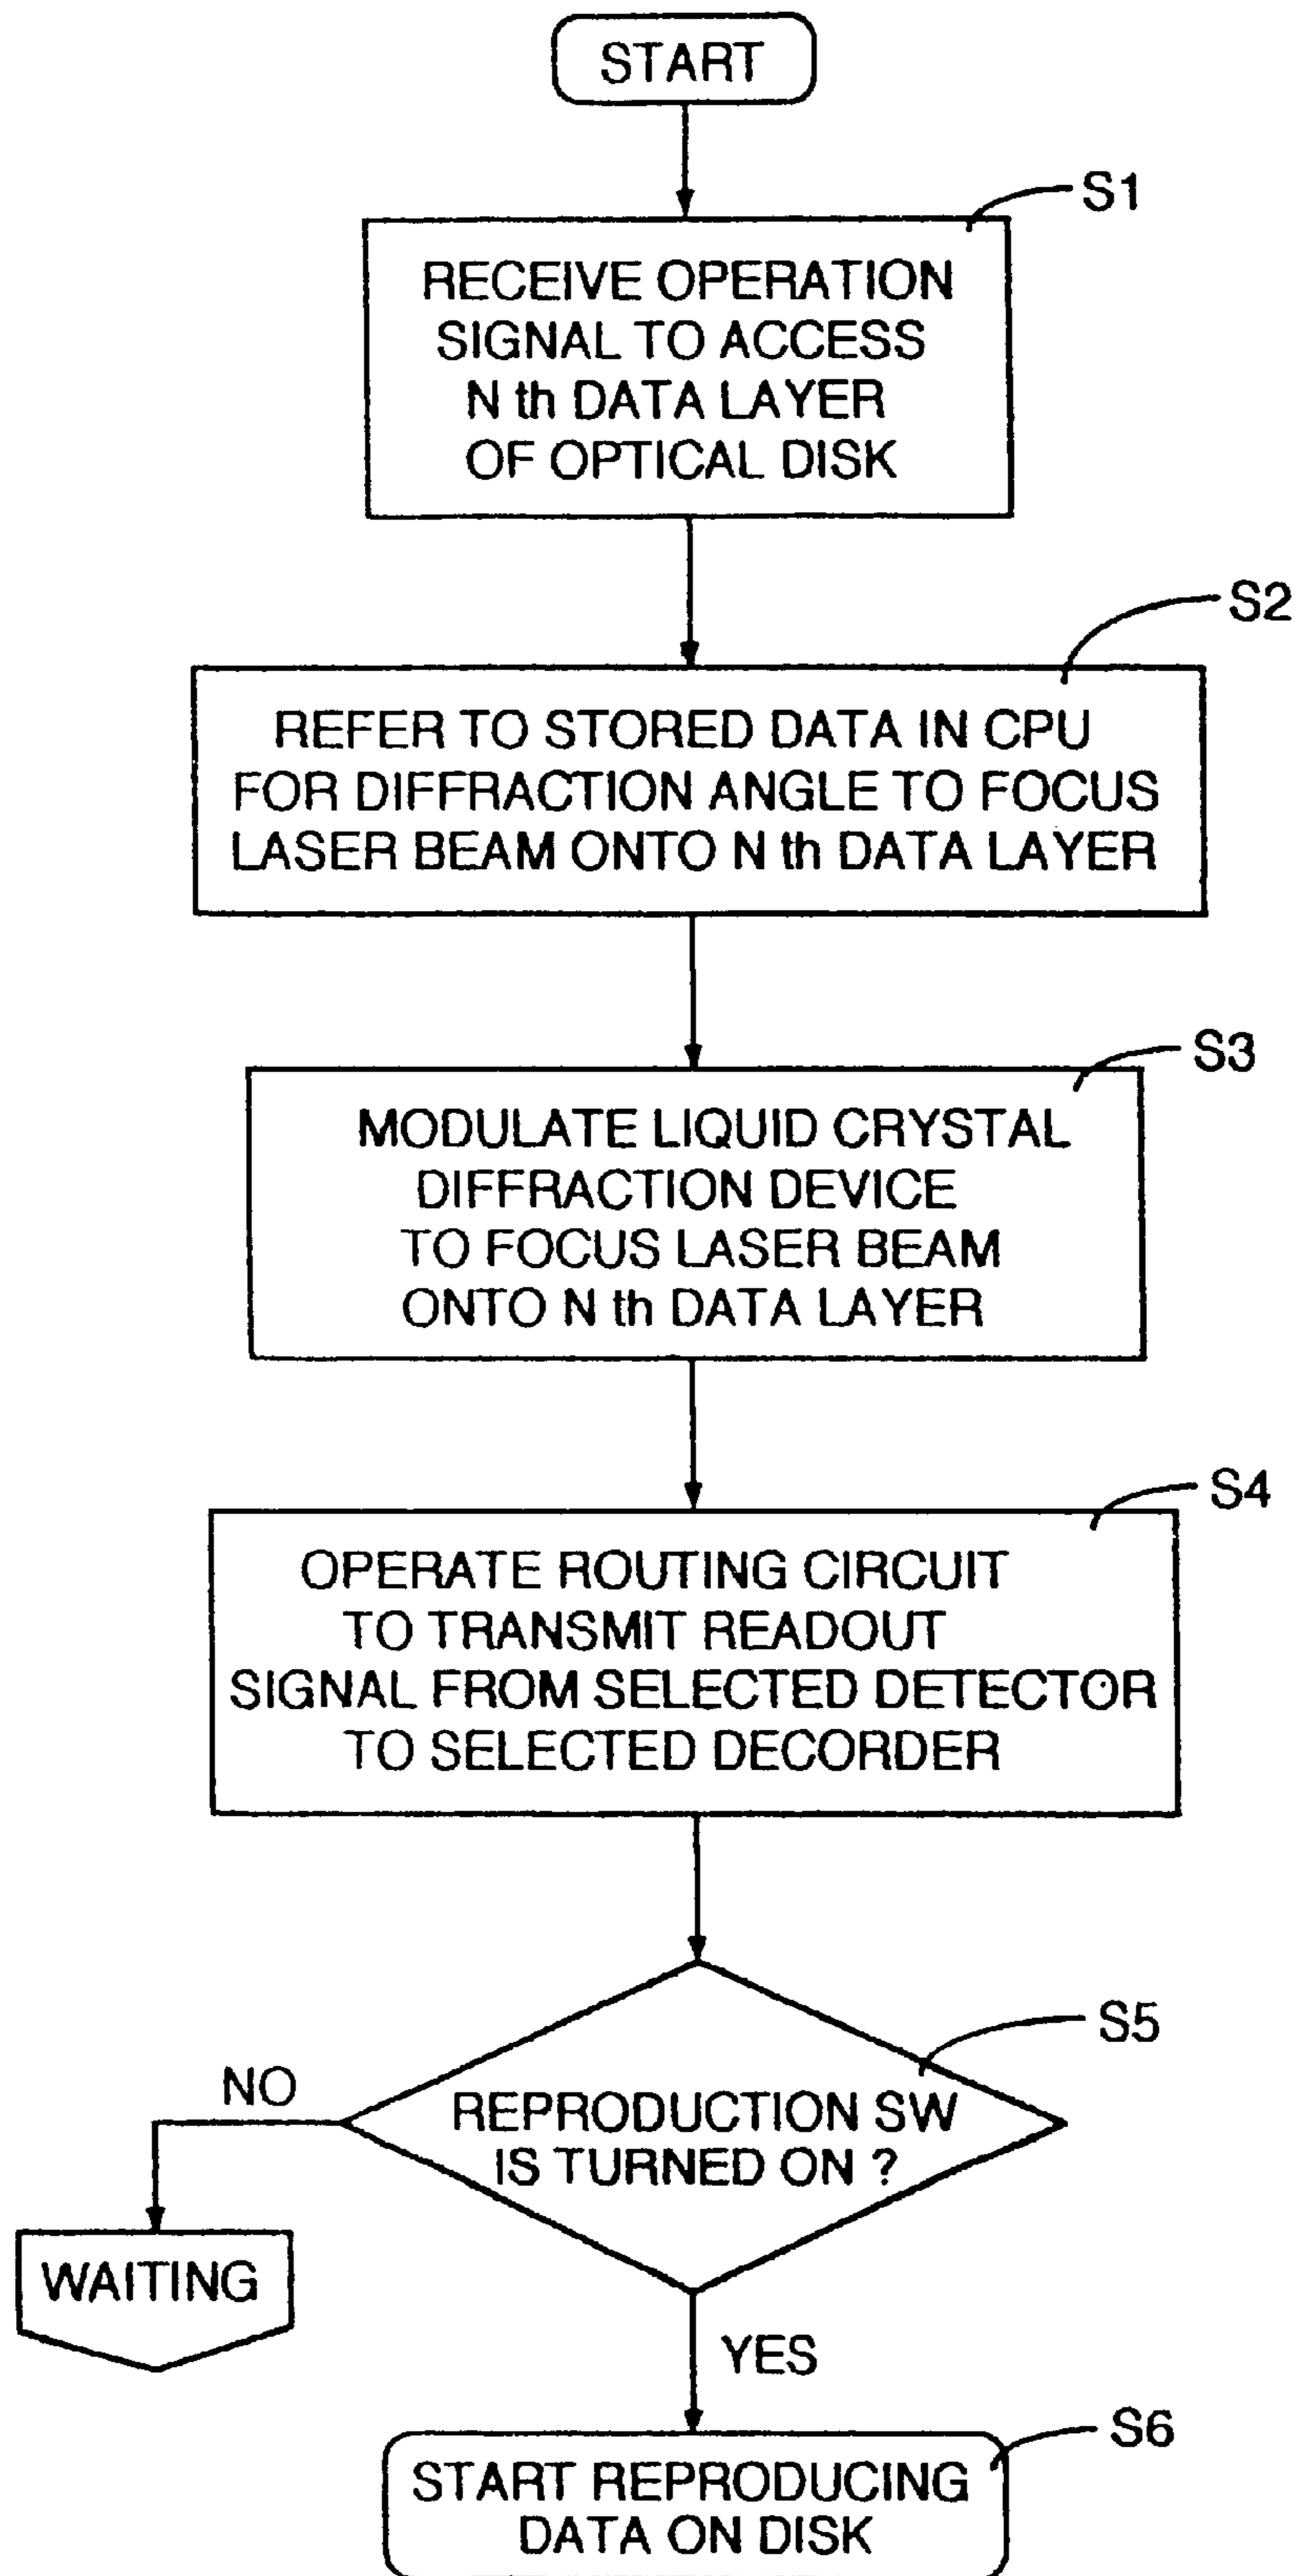 START
S1
RECEIVE OPERATION
SIGNAL TO ACCESS
N th DATA LAYER
OF OPTICAL DISK
S2
REFER TO STORED DATA IN CPU
FOR DIFFRACTION ANGLE TO FOCUS
LASER BEAM ONTO N th DATA LAYER
S3
MODULATE LIQUID CRYSTAL
DIFFRACTION DEVICE
TO FOCUS LASER BEAM
ONTO N th DATA LAYER
S4
OPERATE ROUTING CIRCUIT
TO TRANSMIT READOUT
SIGNAL FROM SELECTED DETECTOR
TO SELECTED DECORDER
S5
NO
REPRODUCTION SW
IS TURNED ON ?
WAITING
YES
S6
START REPRODUCING
DATA ON DISK